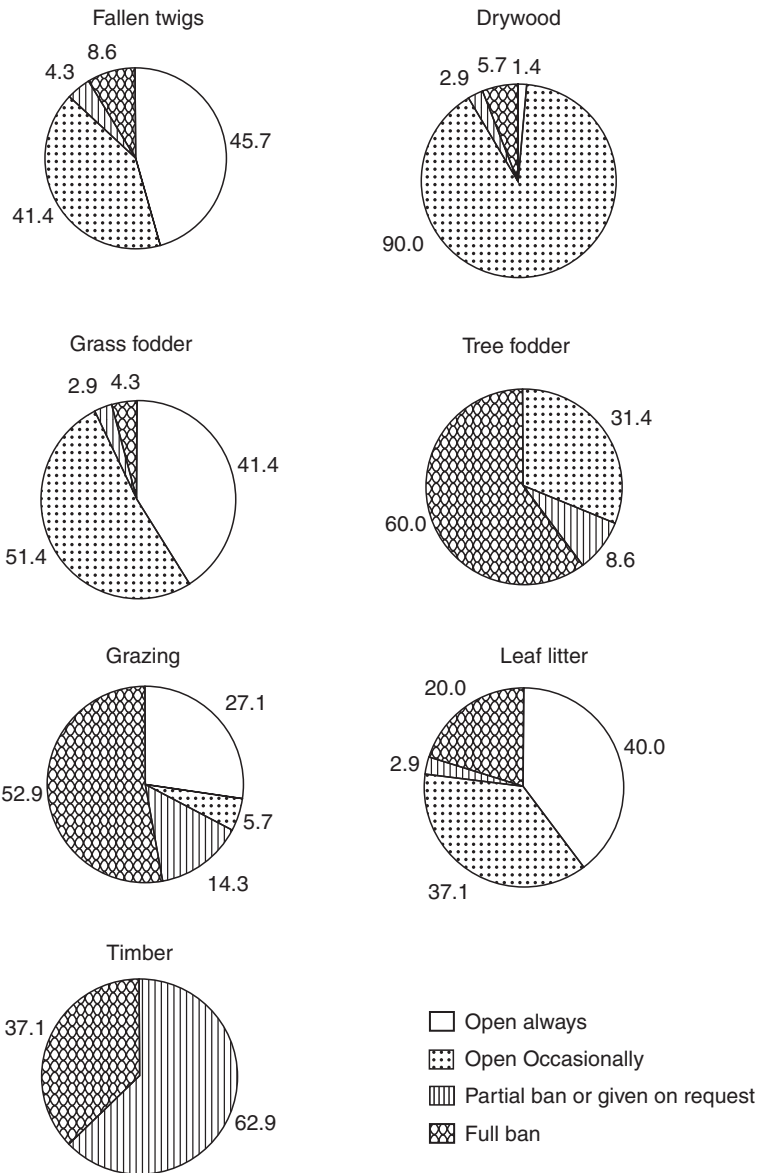 Fallen twigs
8.6
4.3
45.7
41.4
Drywood
5.7 1.4
2.9
90.0
Grass fodder
2.9 4.3
41.4
51.4
Tree fodder
31.4
60.0
8.6
Grazing
27.1
52.9
5.7
14.3
Leaf litter
20.0
40.0
2.9
37.1
Timber
37.1
62.9
Open always
Open Occasionally
Partial ban or given on request
Full ban